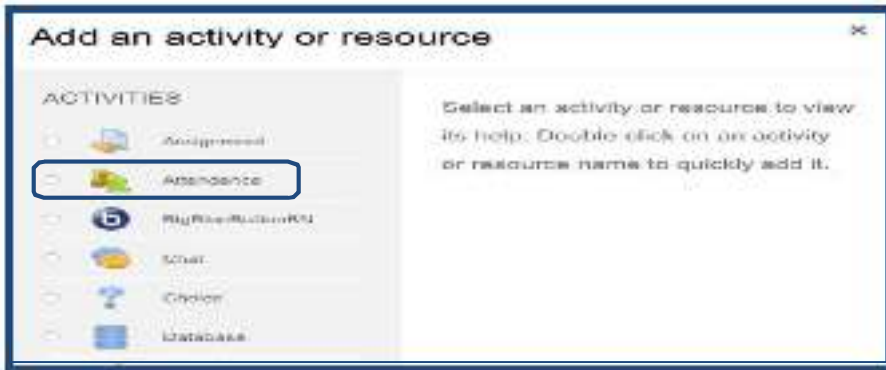 Add an activity or resource
×
ACTIVITIES
Select an activity or resource to view
its help. Double click on an activity
or resource name to quickly add it.
Assignment
Attendance
BigBlueButtonBN
Chat
Choice
Database